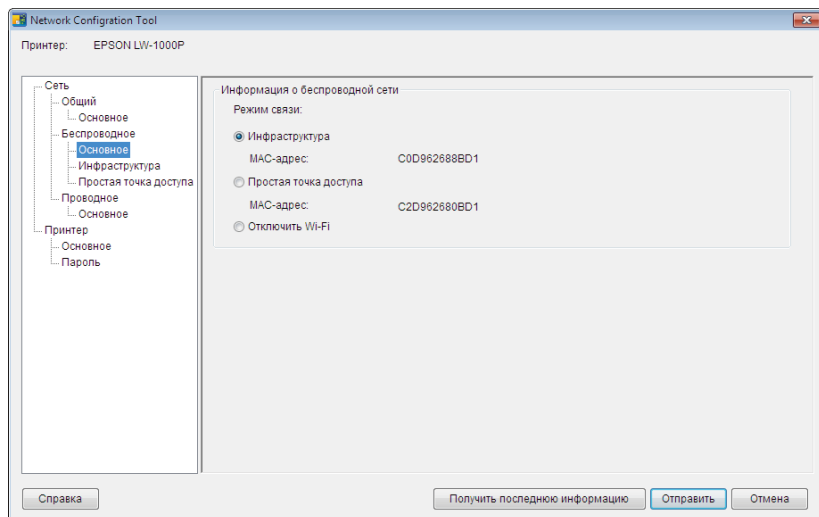 Network Configration Tool
Принтер: EPSON LW-1000P
Сеть
Общий
Основное
Беспроводное
Основное
Инфраструктура
Простая точка доступа
Проводное
Основное
Принтер
Основное
Пароль
Информация о беспроводной сети
Режим связи:
Инфраструктура
MAC-адрес: C0D962688BD1
Простая точка доступа
MAC-адрес: C2D962680BD1
Отключить Wi-Fi
Справка
Получить последнюю информацию
Отправить
Отмена